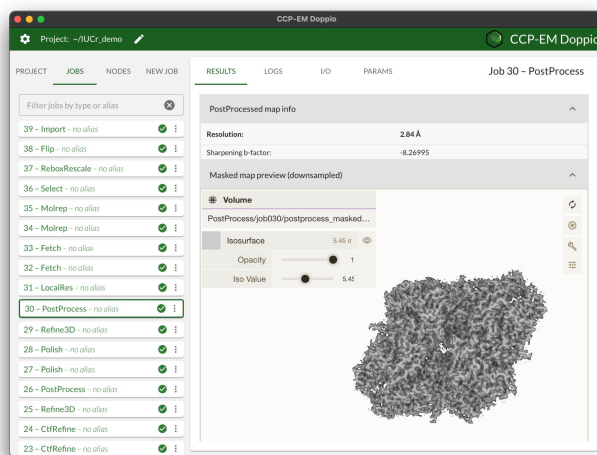 CCP-EM Doppio
Project: ~/IUCr_demo
CCP-EM Doppio
PROJECT JOBS NODES NEW JOB
Filter jobs by type or alias
39 – Import - no alias
38 – Flip - no alias
37 – ReboxRescale - no alias
36 – Select - no alias
35 – Molrep - no alias
34 – Molrep - no alias
33 – Fetch - no alias
32 – Fetch - no alias
31 – LocalRes - no alias
30 – PostProcess - no alias
29 – Refine3D - no alias
28 – Polish - no alias
27 – Polish - no alias
26 – PostProcess - no alias
25 – Refine3D - no alias
24 – CtfRefine - no alias
23 – CtfRefine - no alias
RESULTS LOGS I/O PARAMS Job 30 – PostProcess
PostProcessed map info
Resolution: 2.84 Å
Sharpening b-factor: -8.26995
Masked map preview (downsampled)
Volume
PostProcess/job030/postprocess_masked...
Isosurface 5.45 σ
Opacity 1
Iso Value 5.45